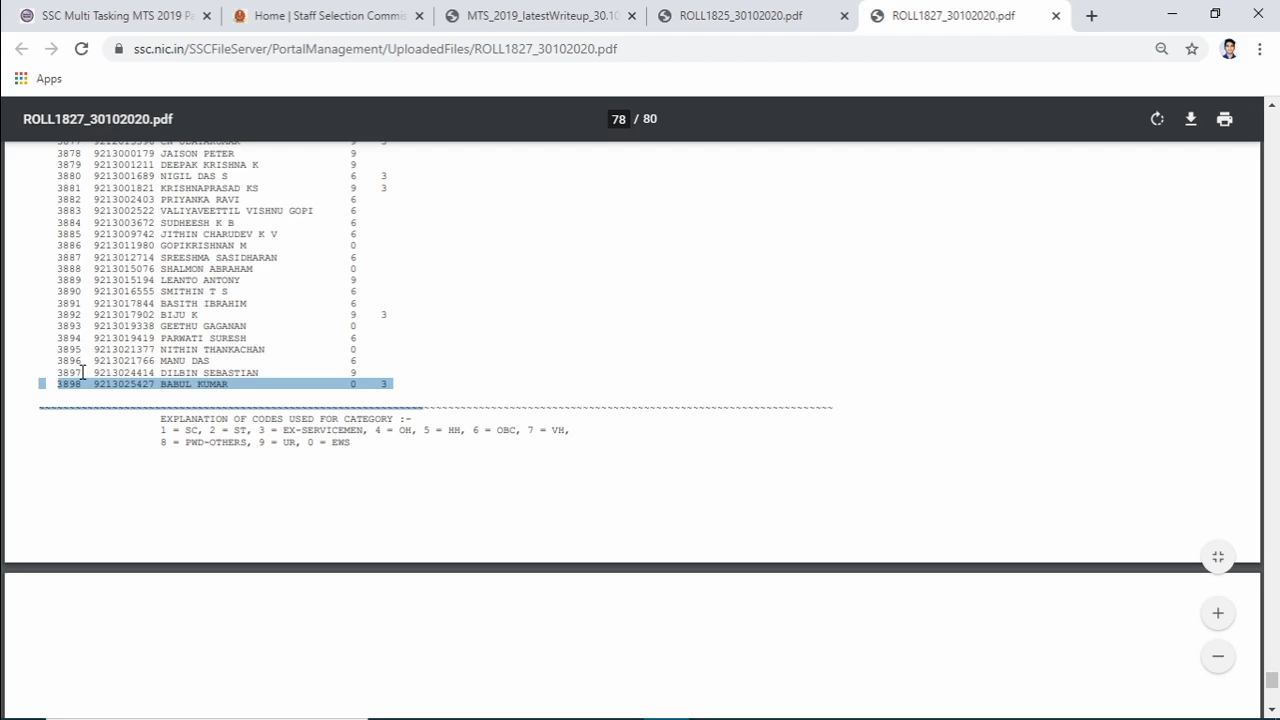 SSC Multi Tasking MTS 2019 Pa
Home | Staff Selection Commis
MTS_2019_latestWriteup_30.10
ROLL1825_30102020.pdf
ROLL1827_30102020.pdf
ssc.nic.in/SSCFileServer/PortalManagement/UploadedFiles/ROLL1827_30102020.pdf
Apps
ROLL1827_30102020.pdf
78 / 80
3878 9213000179 JAISON PETER 9
3879 9213001211 DEEPAK KRISHNA K 9
3880 9213001689 NIGIL DAS S 6 3
3881 9213001821 KRISHNAPRASAD KS 9 3
3882 9213002403 PRIYANKA RAVI 6
3883 9213002522 VALIYAVEETTIL VISHNU GOPI 6
3884 9213003672 SUDHEESH K B 6
3885 9213009742 JITHIN CHARUDEV K V 6
3886 9213011980 GOPIKRISHNAN M 0
3887 9213012714 SREESHMA SASIDHARAN 6
3888 9213015076 SHALMON ABRAHAM 0
3889 9213015194 LEANTO ANTONY 9
3890 9213016555 SMITHIN T S 6
3891 9213017844 BASITH IBRAHIM 6
3892 9213017902 BIJU K 9 3
3893 9213019338 GEETHU GAGANAN 0
3894 9213019419 PARWATI SURESH 6
3895 9213021377 NITHIN THANKACHAN 0
3896 9213021766 MANU DAS 6
3897 9213024414 DILBIN SEBASTIAN 9
3898 9213025427 BABUL KUMAR 0 3
EXPLANATION OF CODES USED FOR CATEGORY :-
1 = SC, 2 = ST, 3 = EX-SERVICEMEN, 4 = OH, 5 = HH, 6 = OBC, 7 = VH,
8 = PWD-OTHERS, 9 = UR, 0 = EWS